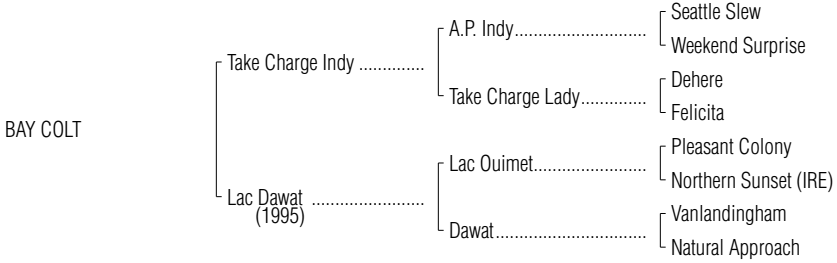 Seattle Slew
A.P. Indy..............................
Weekend Surprise
Take Charge Indy ..............
Dehere
Take Charge Lady..............
Felicita
BAY COLT
Pleasant Colony
Lac Ouimet.........................
Northern Sunset (IRE)
Lac Dawat ........................
(1995)
Vanlandingham
Dawat.................................
Natural Approach